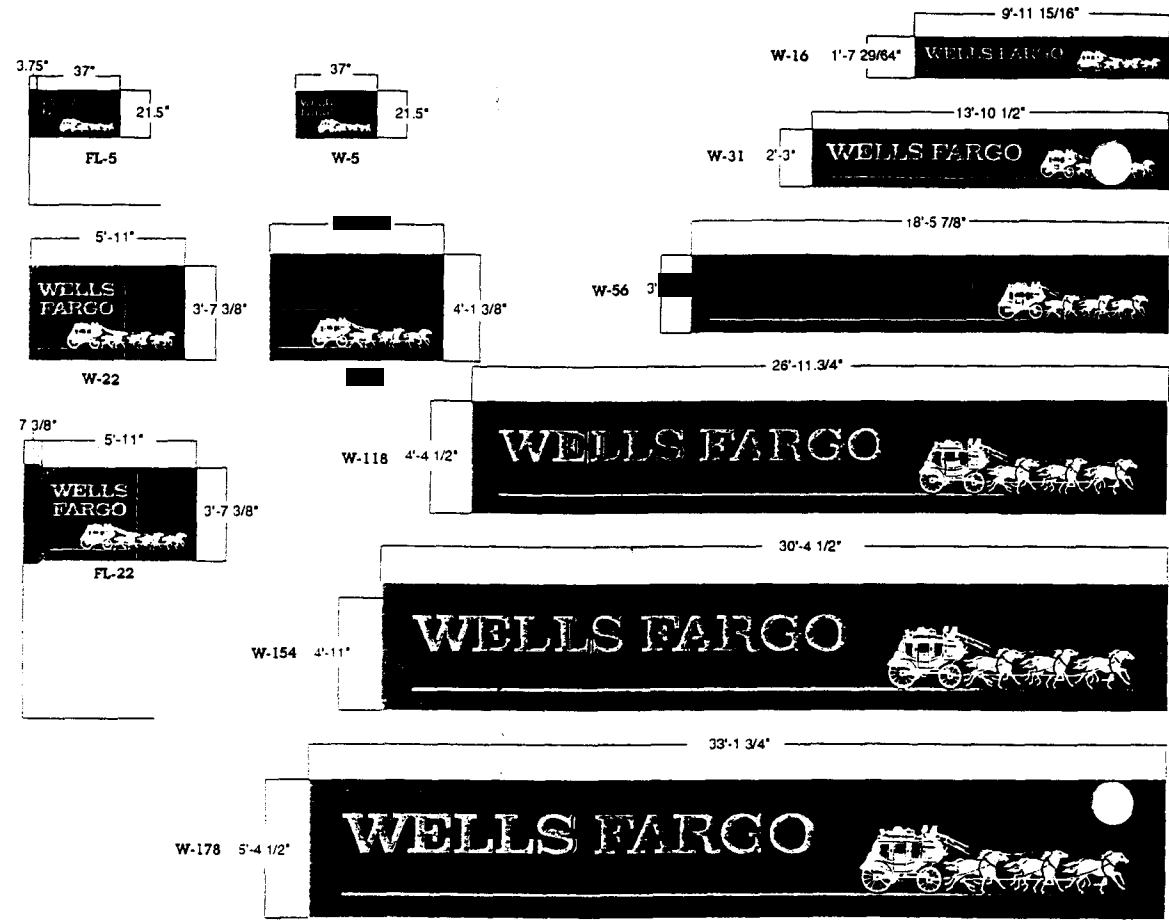 9'-11 15/16"
W-16 1'-7 29/64" WELLS FARGO
3.75" 37"
21.5"
FL-5
37"
21.5"
W-5
13'-10 1/2"
W-31 2'-3" WELLS FARGO
18'-5 7/8"
W-56 3'
5'-11"
WELLS
FARGO
3'-7 3/8"
W-22
4'-1 3/8"
26'-11.3/4"
W-118 4'-4 1/2" WELLS FARGO
7 3/8" 5'-11"
WELLS
FARGO
3'-7 3/8"
FL-22
30'-4 1/2"
W-154 4'-11" WELLS FARGO
33'-1 3/4"
W-178 5'-4 1/2" WELLS FARGO